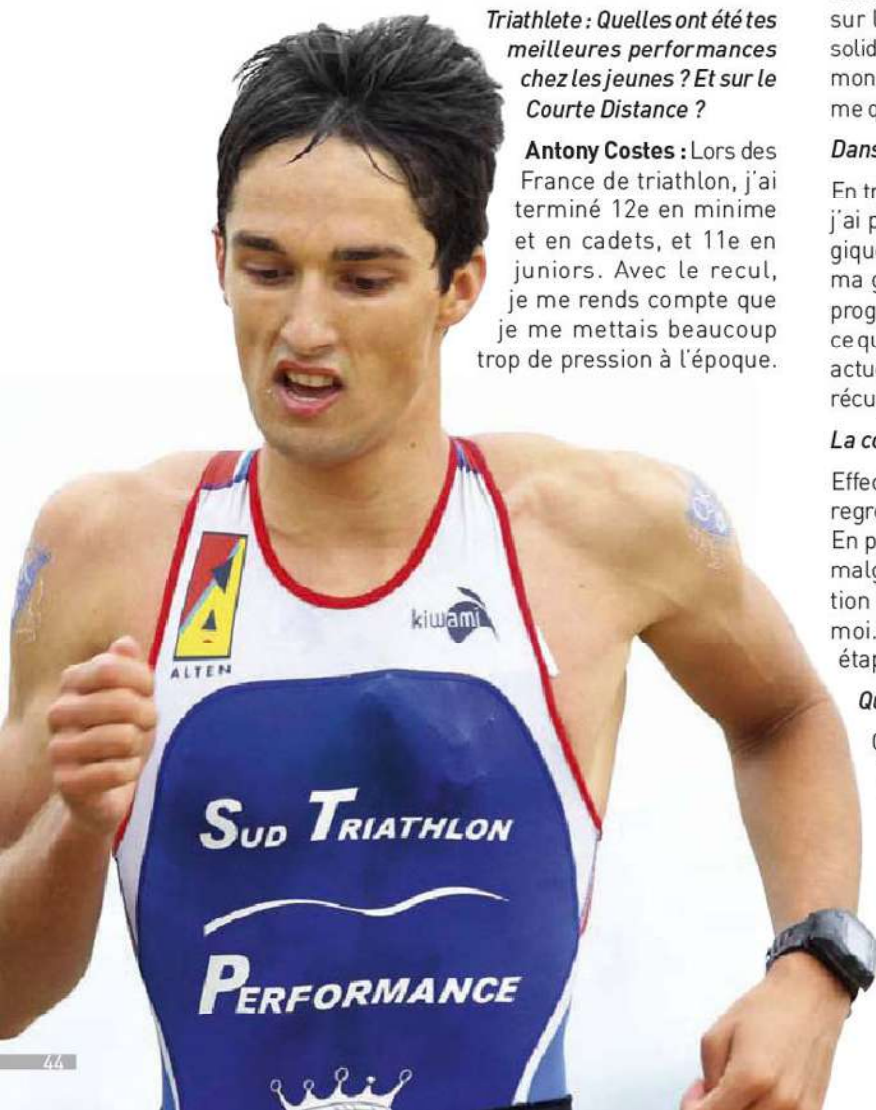 Triathlete : Quelles ont été tes
meilleures performances
chez les jeunes ? Et sur le
Courte Distance ?
Antony Costes : Lors des
France de triathlon, j'ai
terminé 12e en minime
et en cadets, et 11e en
juniors. Avec le recul,
je me rends compte que
je me mettais beaucoup
trop de pression à l'époque.
sur l
solid
mon
me q
Dans
En tr
j'ai p
gique
ma g
prog
ce qu
actue
récu
La co
Effec
regre
En p
malg
tion
moi.
étap
Qu
kiwami
ALTEN
SUD TRIATHLON
PERFORMANCE
44